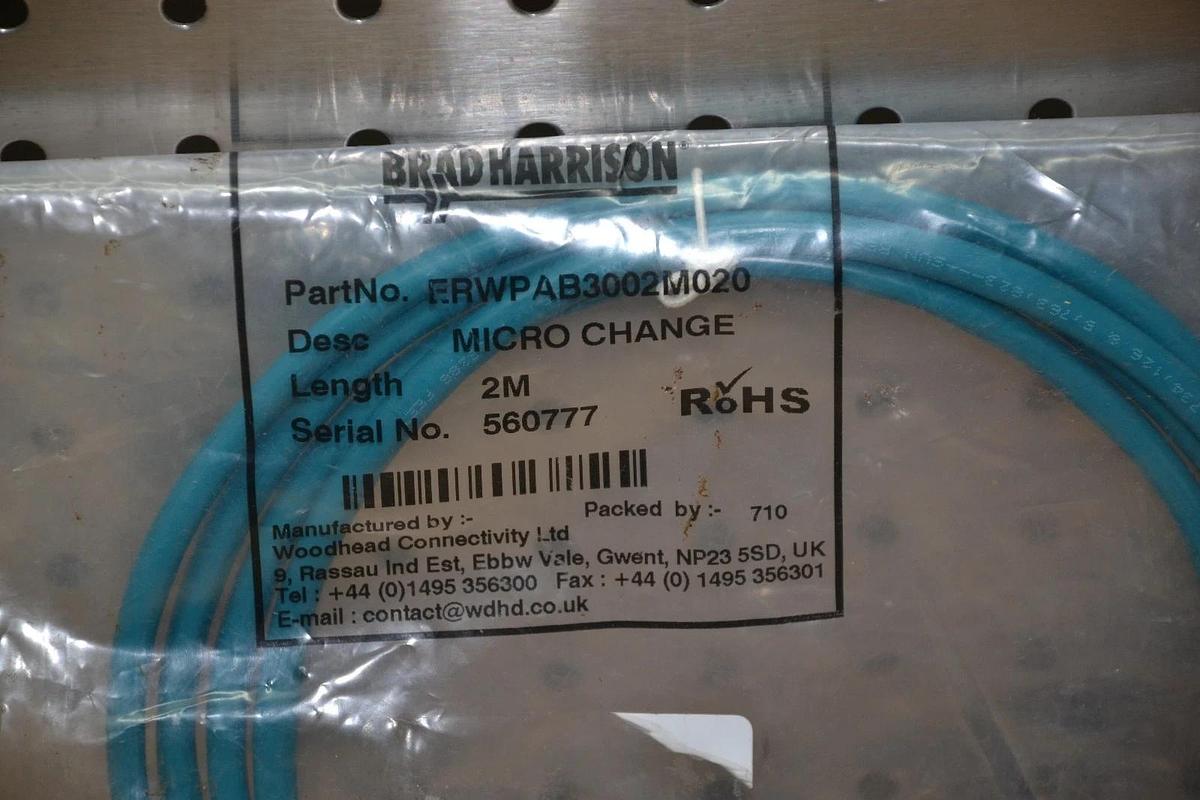 BRAD HARRISON®
PartNo. ERWPAB3002M020
Desc MICRO CHANGE
Length 2M
RoHS
Serial No. 560777
Manufactured by :- Packed by :- 710
Woodhead Connectivity Ltd
9, Rassau Ind Est, Ebbw Vale, Gwent, NP23 5SD, UK
Tel : +44 (0)1495 356300 Fax : +44 (0) 1495 356301
E-mail : contact@wdhd.co.uk